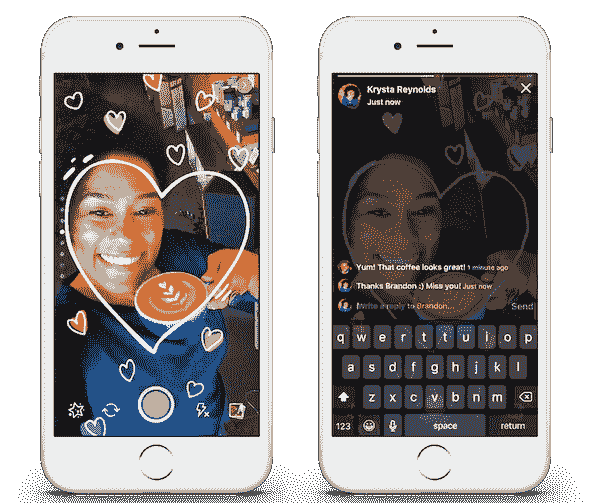 Krysta Reynolds
Just now
Yum! That coffee looks great! 1 minute ago
Thanks Brandon :) Miss you! Just now
Write a reply to Brandon... Send
q w e r t y u i o p
a s d f g h j k l
z x c v b n m
123 space return